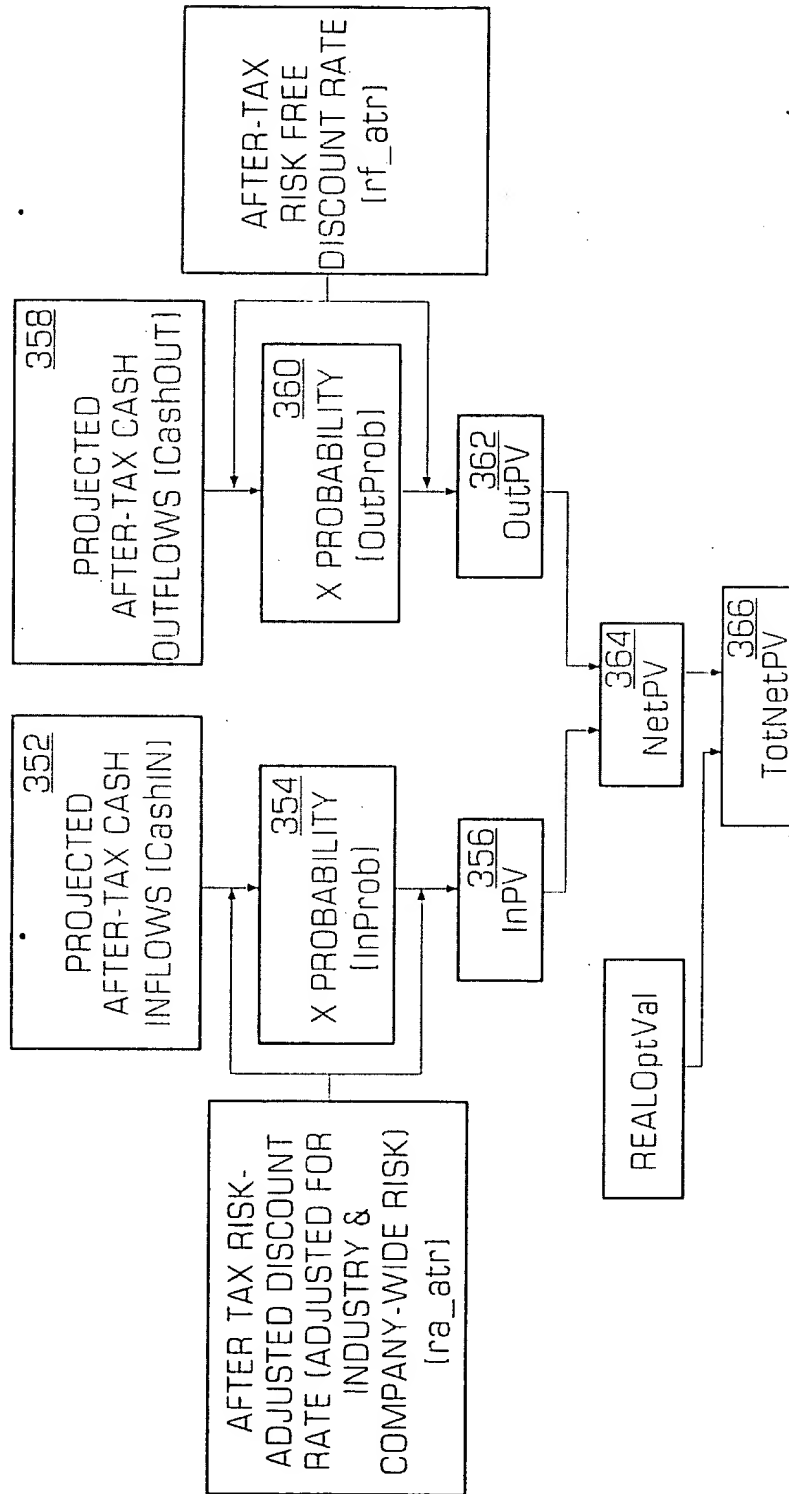 352
PROJECTED
AFTER-TAX CASH
INFLOWS [CashIN]
358
PROJECTED
AFTER-TAX CASH
OUTFLOWS [CashOUT]
AFTER TAX RISK-
ADJUSTED DISCOUNT
RATE (ADJUSTED FOR
INDUSTRY &
COMPANY-WIDE RISK)
[ra_atr]
354
X PROBABILITY
[InProb]
360
X PROBABILITY
[OutProb]
AFTER-TAX
RISK FREE
DISCOUNT RATE
[rf_atr]
356
InPV
362
OutPV
364
NetPV
REALOptVal
366
TotNetPV